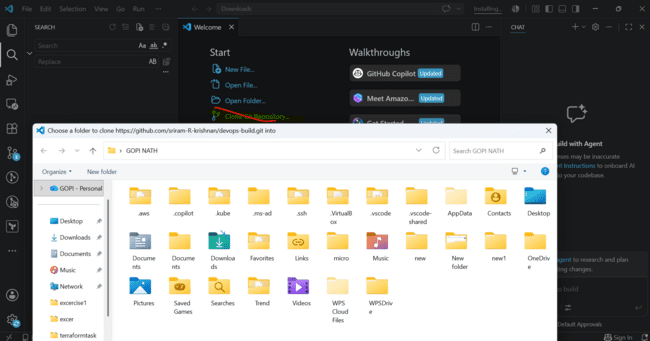 File Edit Selection View Go Run ... Downloads Installing...
SEARCH
Welcome
CHAT
Search
Aa ab
Replace
AB
...
Start
New File...
Open File...
Open Folder...
Clone Git Repository...
Walkthroughs
GitHub Copilot Updated
Meet Amazo... Updated
Get Started Updated
Build with Agent
ness may be inaccurate
t Instructions to onboard AI
o your codebase.
Choose a folder to clone https://github.com/sriram-R-krishnan/devops-build.git into
GOPI NATH
Search GOPI NATH
Organize New folder
GOPI - Personal
Desktop
Downloads
Documents
Music
Network
excercise1
excer
terraformtask
.aws .copilot .kube .ms-ad .ssh .VirtualBox .vscode .vscode-shared AppData Contacts Desktop
Documents Documents Downloads Favorites Links micro Music new New folder new1 OneDrive
Pictures Saved Games Searches Trend Videos WPS Cloud Files WPSDrive
gent to research and plan
ting changes.
o build
Default Approvals
Sign In